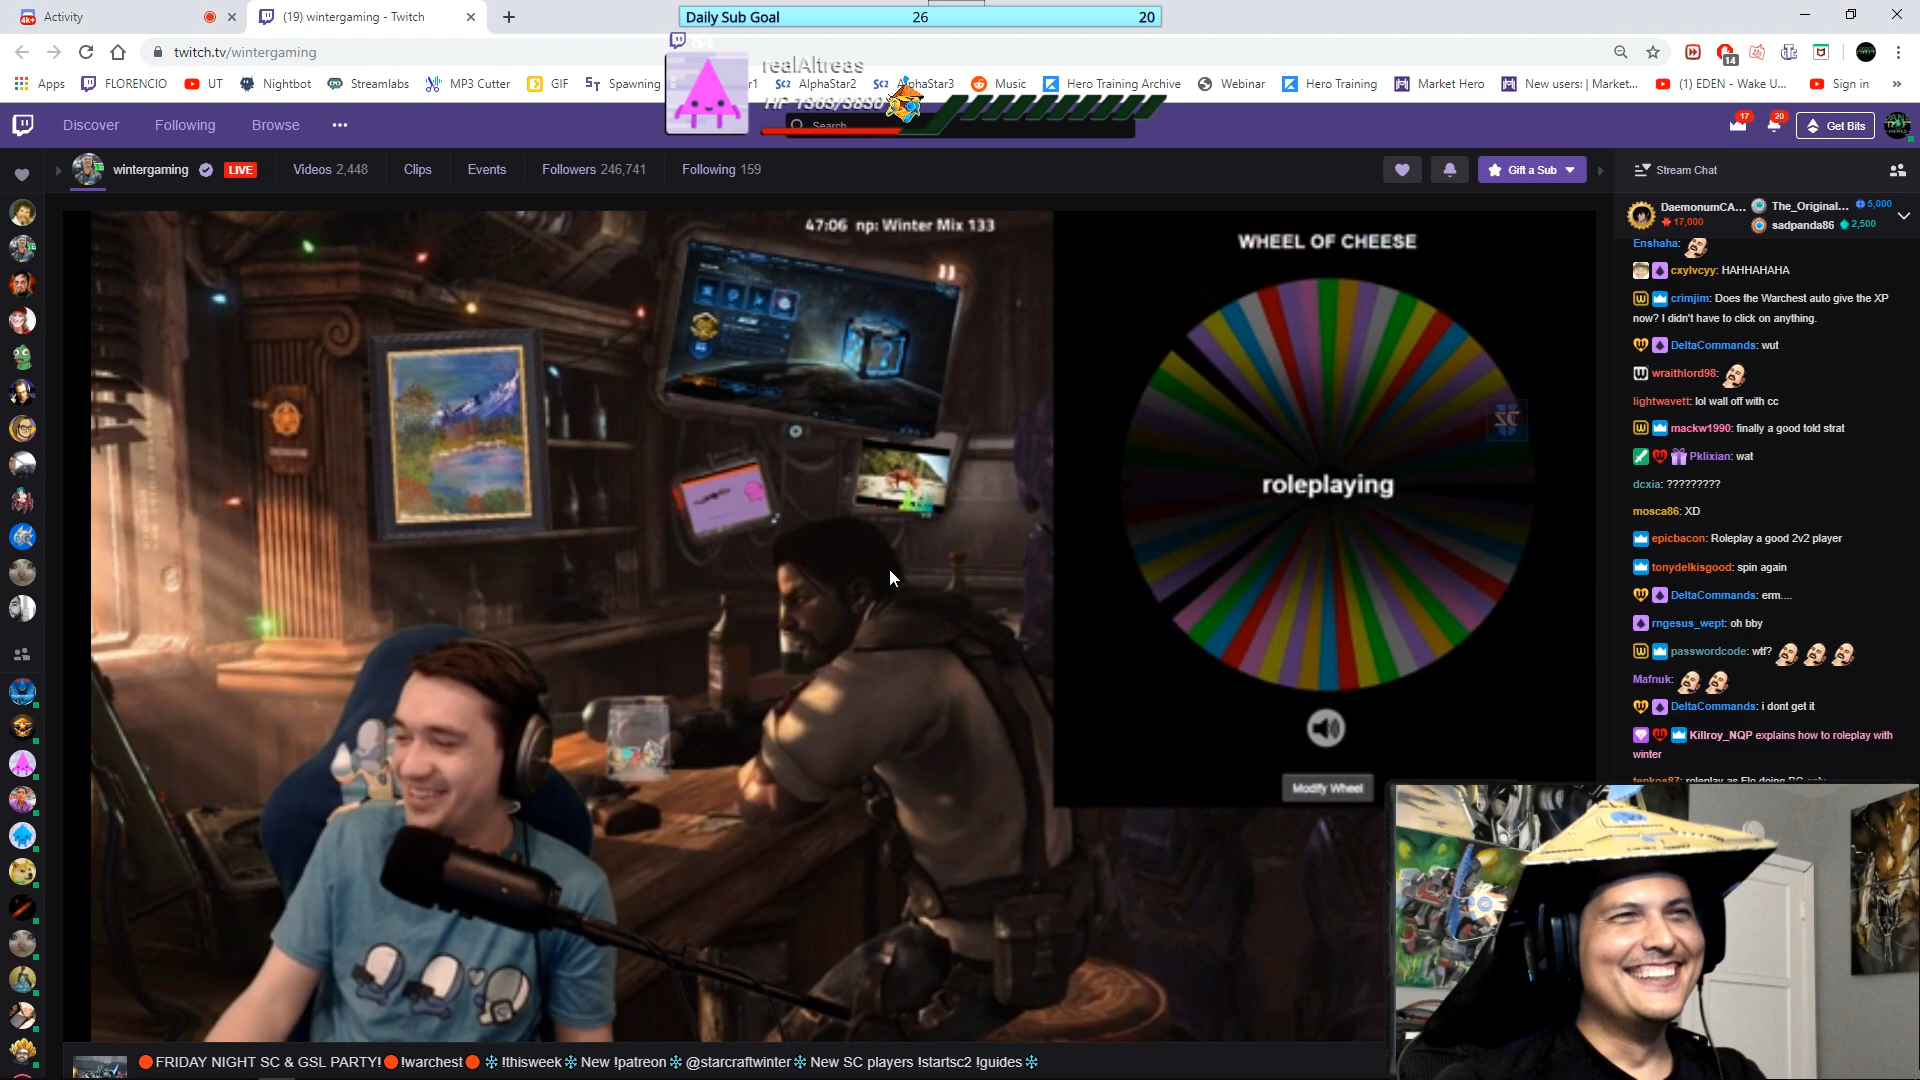 Activity
(19) wintergaming - Twitch
Daily Sub Goal 26 20
twitch.tv/wintergaming
14
realAltreas
Apps FLORENCIO UT Nightbot Streamlabs MP3 Cutter GIF Spawning AlphaStar2 AlphaStar3 Music Hero Training Archive Webinar Hero Training Market Hero New users: | Market... (1) EDEN - Wake U... Sign in
Discover Following Browse
Search
17 20 Get Bits
wintergaming LIVE Videos 2,448 Clips Events Followers 246,741 Following 159
Gift a Sub
Stream Chat
DaemonumCA... 17,000
The_Original... 5,000
sadpanda86 2,500
47:06 np: Winter Mix 133
WHEEL OF CHEESE
roleplaying
Modify Wheel
Enshaha:
cxylvcyy: HAHHAHAHA
crimjim: Does the Warchest auto give the XP
now? I didn't have to click on anything.
DeltaCommands: wut
wraithlord98:
lightwavett: lol wall off with cc
mackw1990: finally a good told strat
Pklixian: wat
dcxia: ?????????
mosca86: XD
epicbacon: Roleplay a good 2v2 player
tonydelkisgood: spin again
DeltaCommands: erm....
rngesus_wept: oh bby
passwordcode: wtf?
Mafnuk:
DeltaCommands: i dont get it
Killroy_NQP explains how to roleplay with
winter
FRIDAY NIGHT SC & GSL PARTY! !warchest !thisweek New !patreon @starcraftwinter New SC players !startsc2 !guides